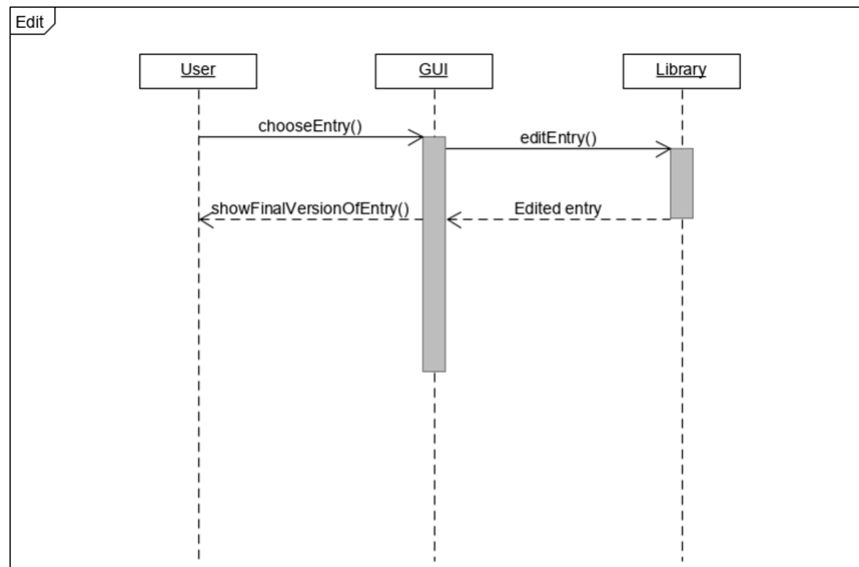 Edit
User
GUI
Library
chooseEntry()
editEntry()
showFinalVersionOfEntry()
Edited entry